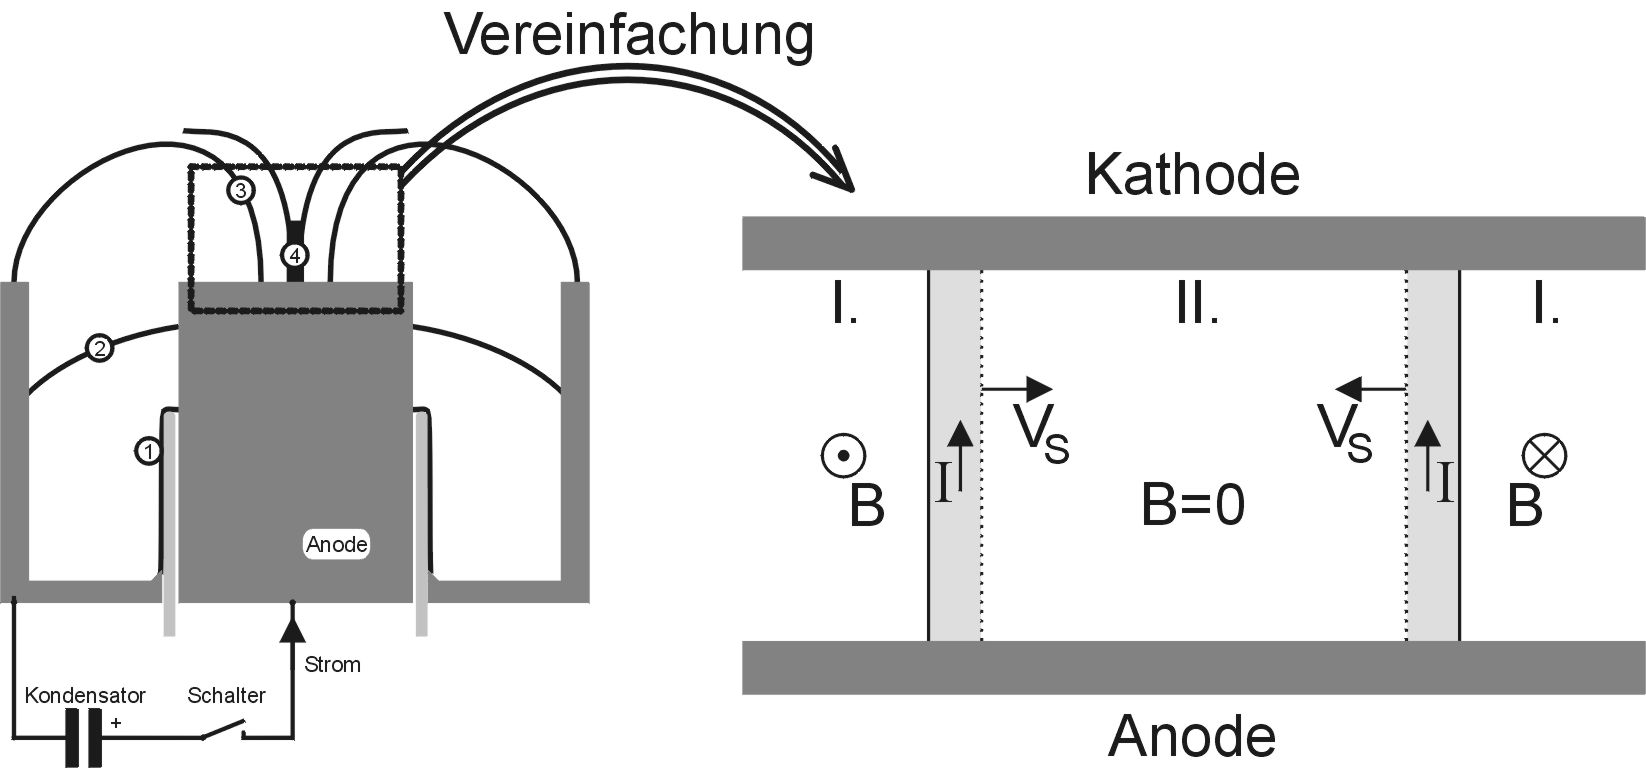 Vereinfachung
3
4
2
1
Anode
Strom
Kondensator
Schalter
+
Kathode
I.
II.
I.
V_S
V_S
I
I
B
B=0
B
Anode